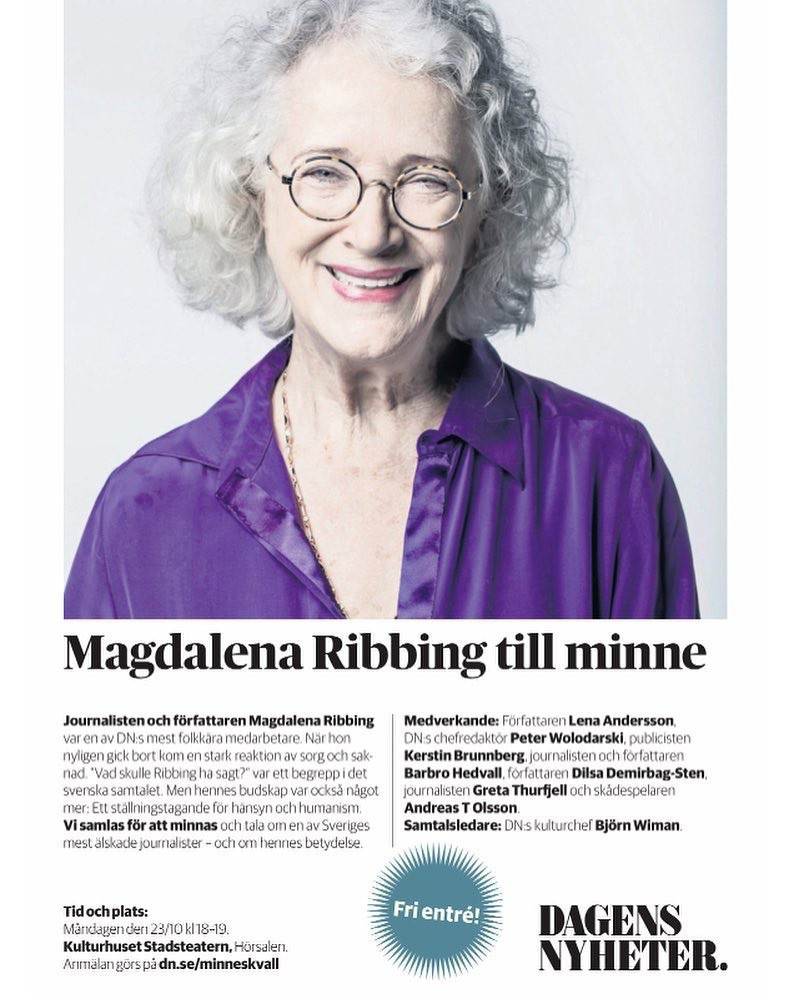 Magdalena Ribbing till minne
Journalisten och författaren Magdalena Ribbing
var en av DN:s mest folkkära medarbetare. När hon
nyligen gick bort kom en stark reaktion av sorg och sak-
nad. "Vad skulle Ribbing ha sagt?" var ett begrepp i det
svenska samtalet. Men hennes budskap var också något
mer: Ett ställningstagande för hänsyn och humanism.
Vi samlas för att minnas och tala om en av Sveriges
mest älskade journalister – och om hennes betydelse.
Medverkande: Författaren Lena Andersson,
DN:s chefredaktör Peter Wolodarski, publicisten
Kerstin Brunnberg, journalisten och författaren
Barbro Hedvall, författaren Dilsa Demirbag-Sten,
journalisten Greta Thurfjell och skådespelaren
Andreas T Olsson.
Samtalsledare: DN:s kulturchef Björn Wiman.
Tid och plats:
Måndagen den 23/10 kl 18–19.
Kulturhuset Stadsteatern, Hörsalen.
Anmälan görs på dn.se/minneskvall
Fri entré!
DAGENS
NYHETER.